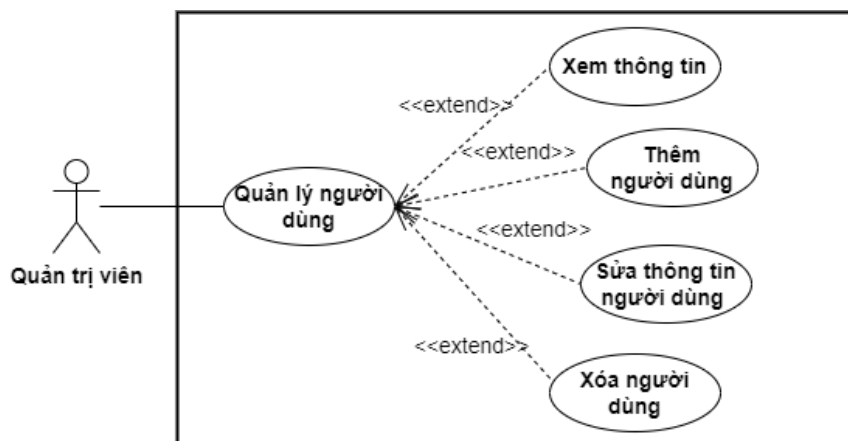 Xem thông tin
<<extend>>
<<extend>>
Thêm
người dùng
Quản lý người
dùng
<<extend>>
Quản trị viên
Sửa thông tin
người dùng
<<extend>>
Xóa người
dùng